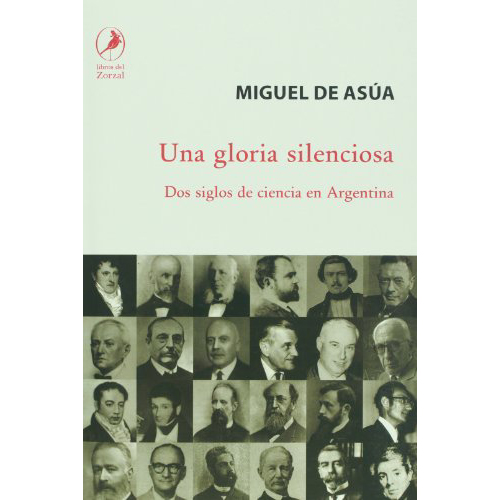 libros del
Zorzal
MIGUEL DE ASÚA
Una gloria silenciosa
Dos siglos de ciencia en Argentina